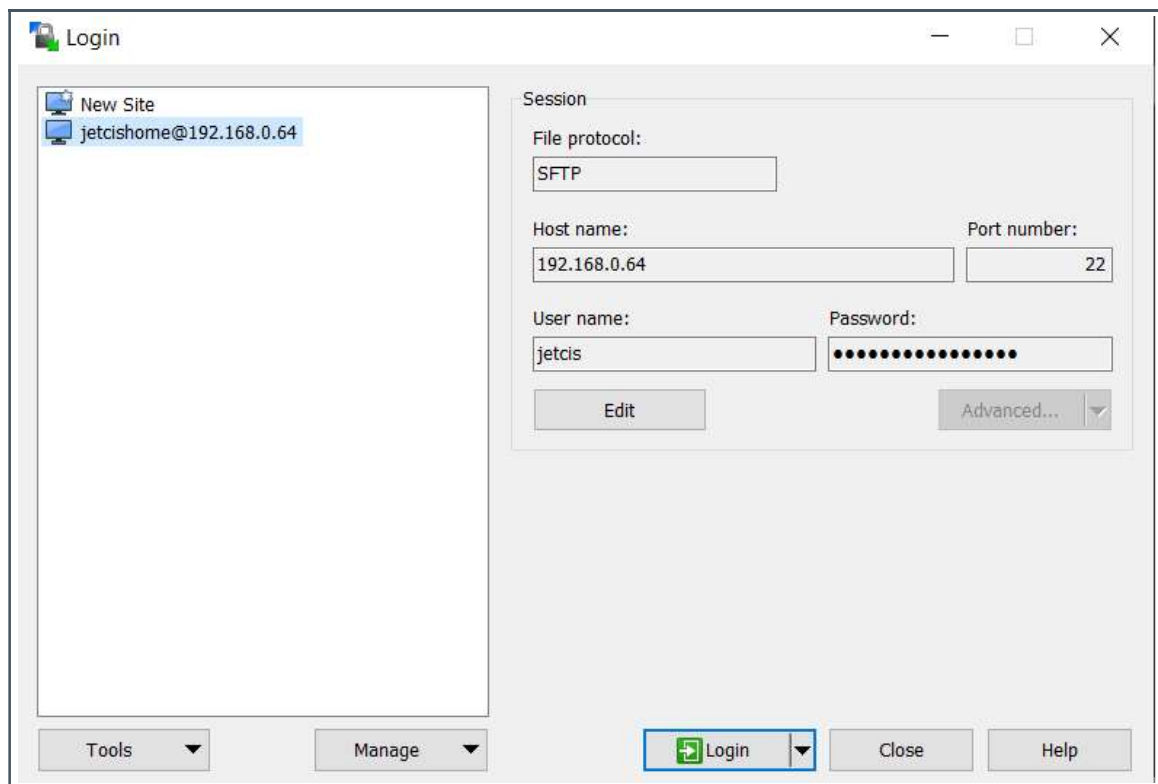 Login
New Site
jetcishome@192.168.0.64
Session
File protocol:
SFTP
Host name:
Port number:
192.168.0.64
22
User name:
Password:
jetcis
••••••••••••••••
Edit
Advanced...
Tools
Manage
Login
Close
Help